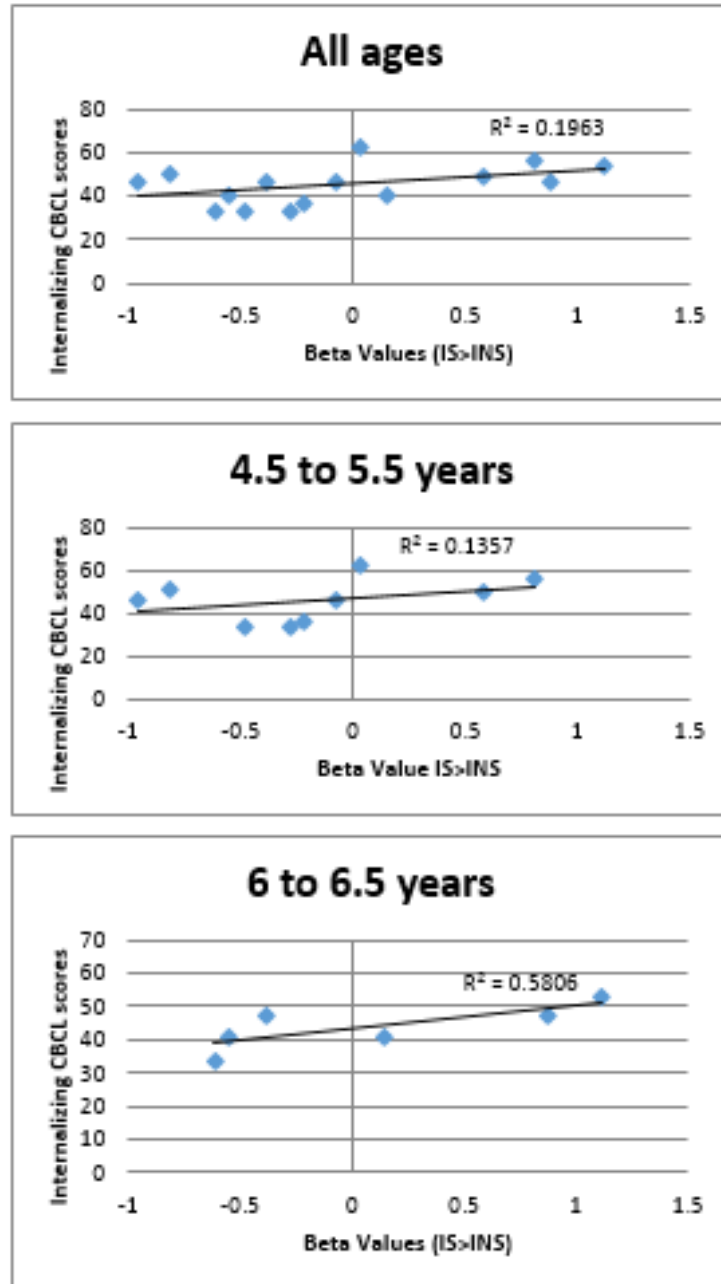 All ages
Internalizing CBCL scores
80
60
40
20
0
R² = 0.1963
-1 -0.5 0 0.5 1 1.5
Beta Values (IS>INS)
4.5 to 5.5 years
Internalizing CBCL scores
80
60
40
20
0
R² = 0.1357
-1 -0.5 0 0.5 1 1.5
Beta Value IS>INS
6 to 6.5 years
Internalizing CBCL scores
70
60
50
40
30
20
10
0
R² = 0.5806
-1 -0.5 0 0.5 1 1.5
Beta Values (IS>INS)